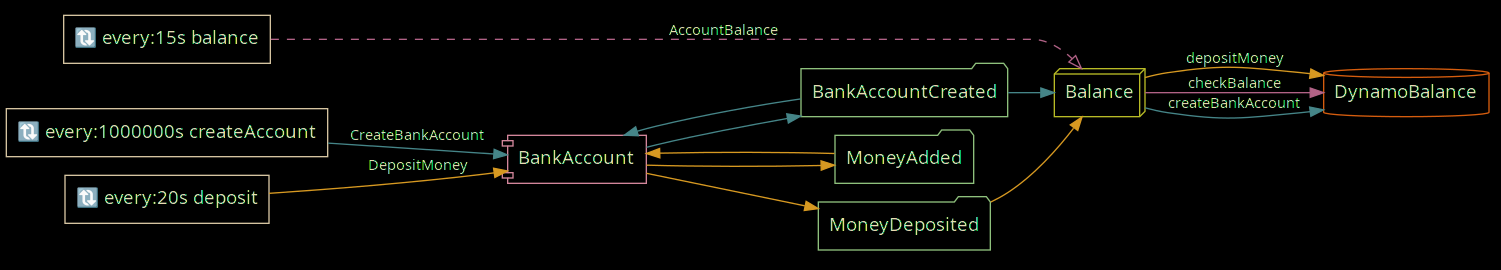 🔃 every:15s balance
AccountBalance
depositMoney
BankAccountCreated
Balance
checkBalance
DynamoBalance
createBankAccount
🔃 every:1000000s createAccount
CreateBankAccount
BankAccount
MoneyAdded
DepositMoney
🔃 every:20s deposit
MoneyDeposited